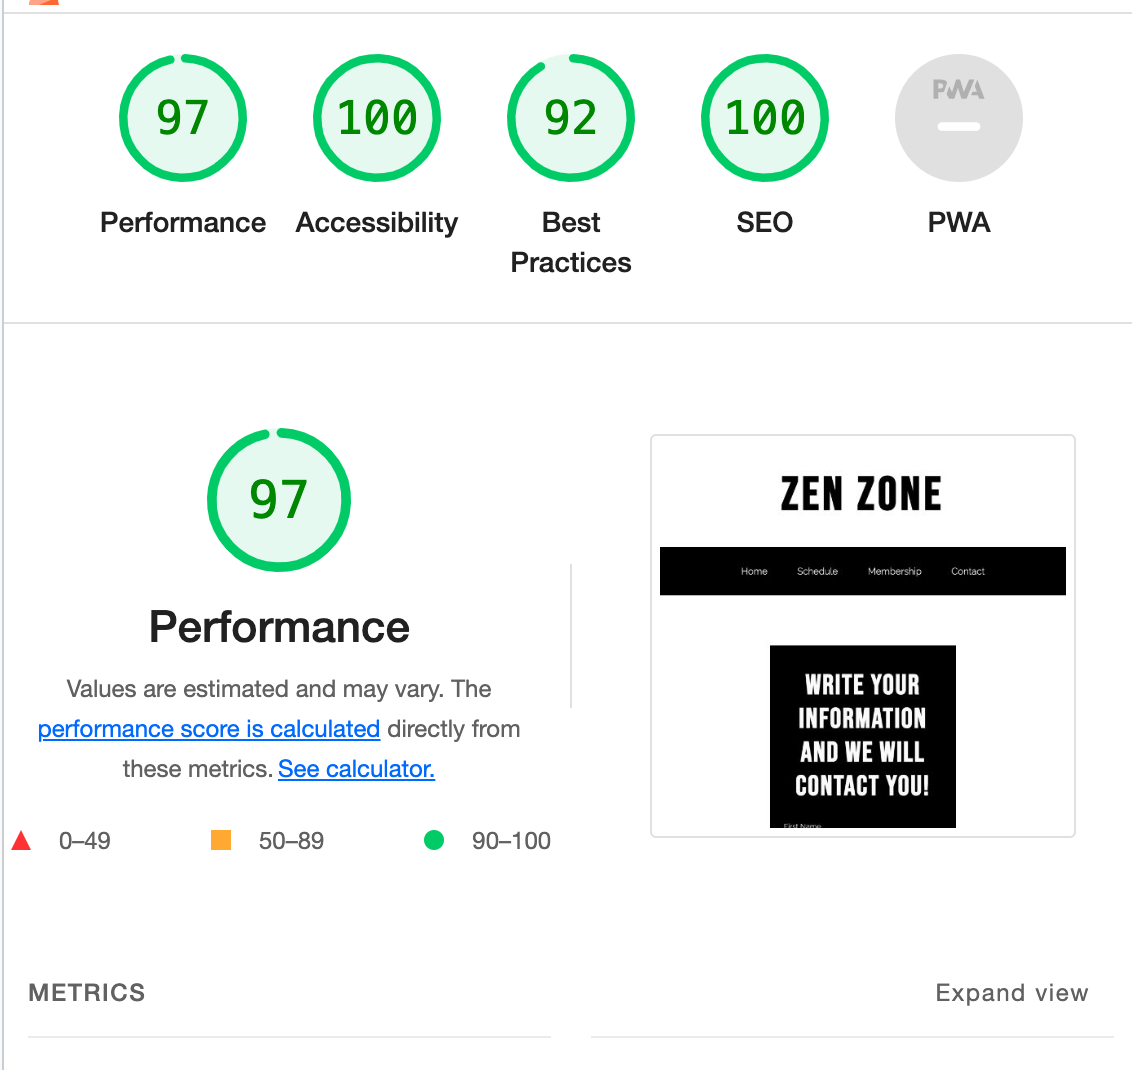 97
100
92
100
PWA
Performance
Accessibility
Best
Practices
SEO
PWA
97
Performance
Values are estimated and may vary. The
performance score is calculated directly from
these metrics. See calculator.
0–49
50–89
90–100
ZEN ZONE
Home Schedule Membership Contact
WRITE YOUR
INFORMATION
AND WE WILL
CONTACT YOU!
First Name
METRICS
Expand view